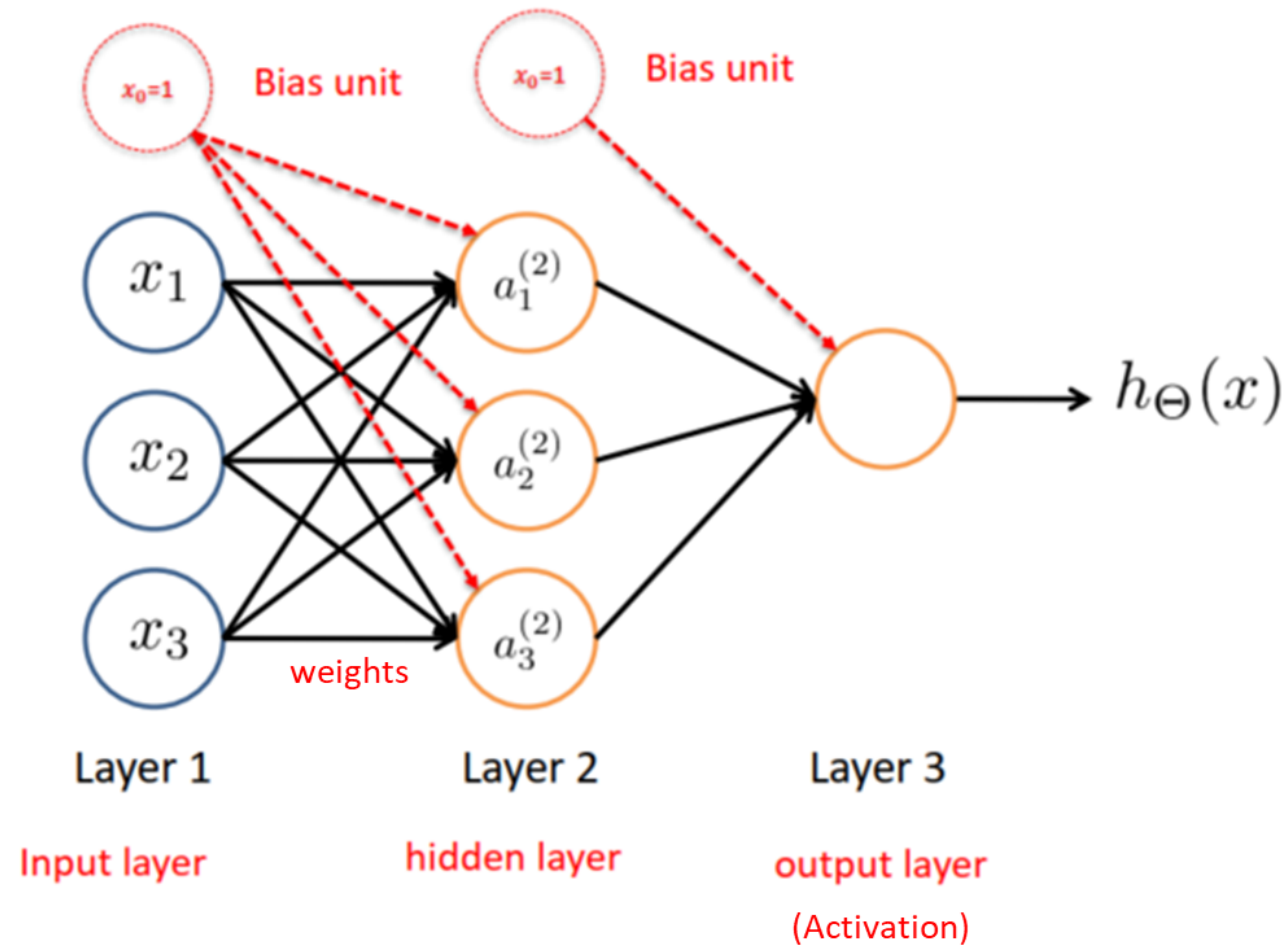 x₀=1
Bias unit
x₀=1
Bias unit
x₁
a₁⁽²⁾
x₂
a₂⁽²⁾
h_Θ(x)
x₃
a₃⁽²⁾
weights
Layer 1
Layer 2
Layer 3
Input layer
hidden layer
output layer
(Activation)